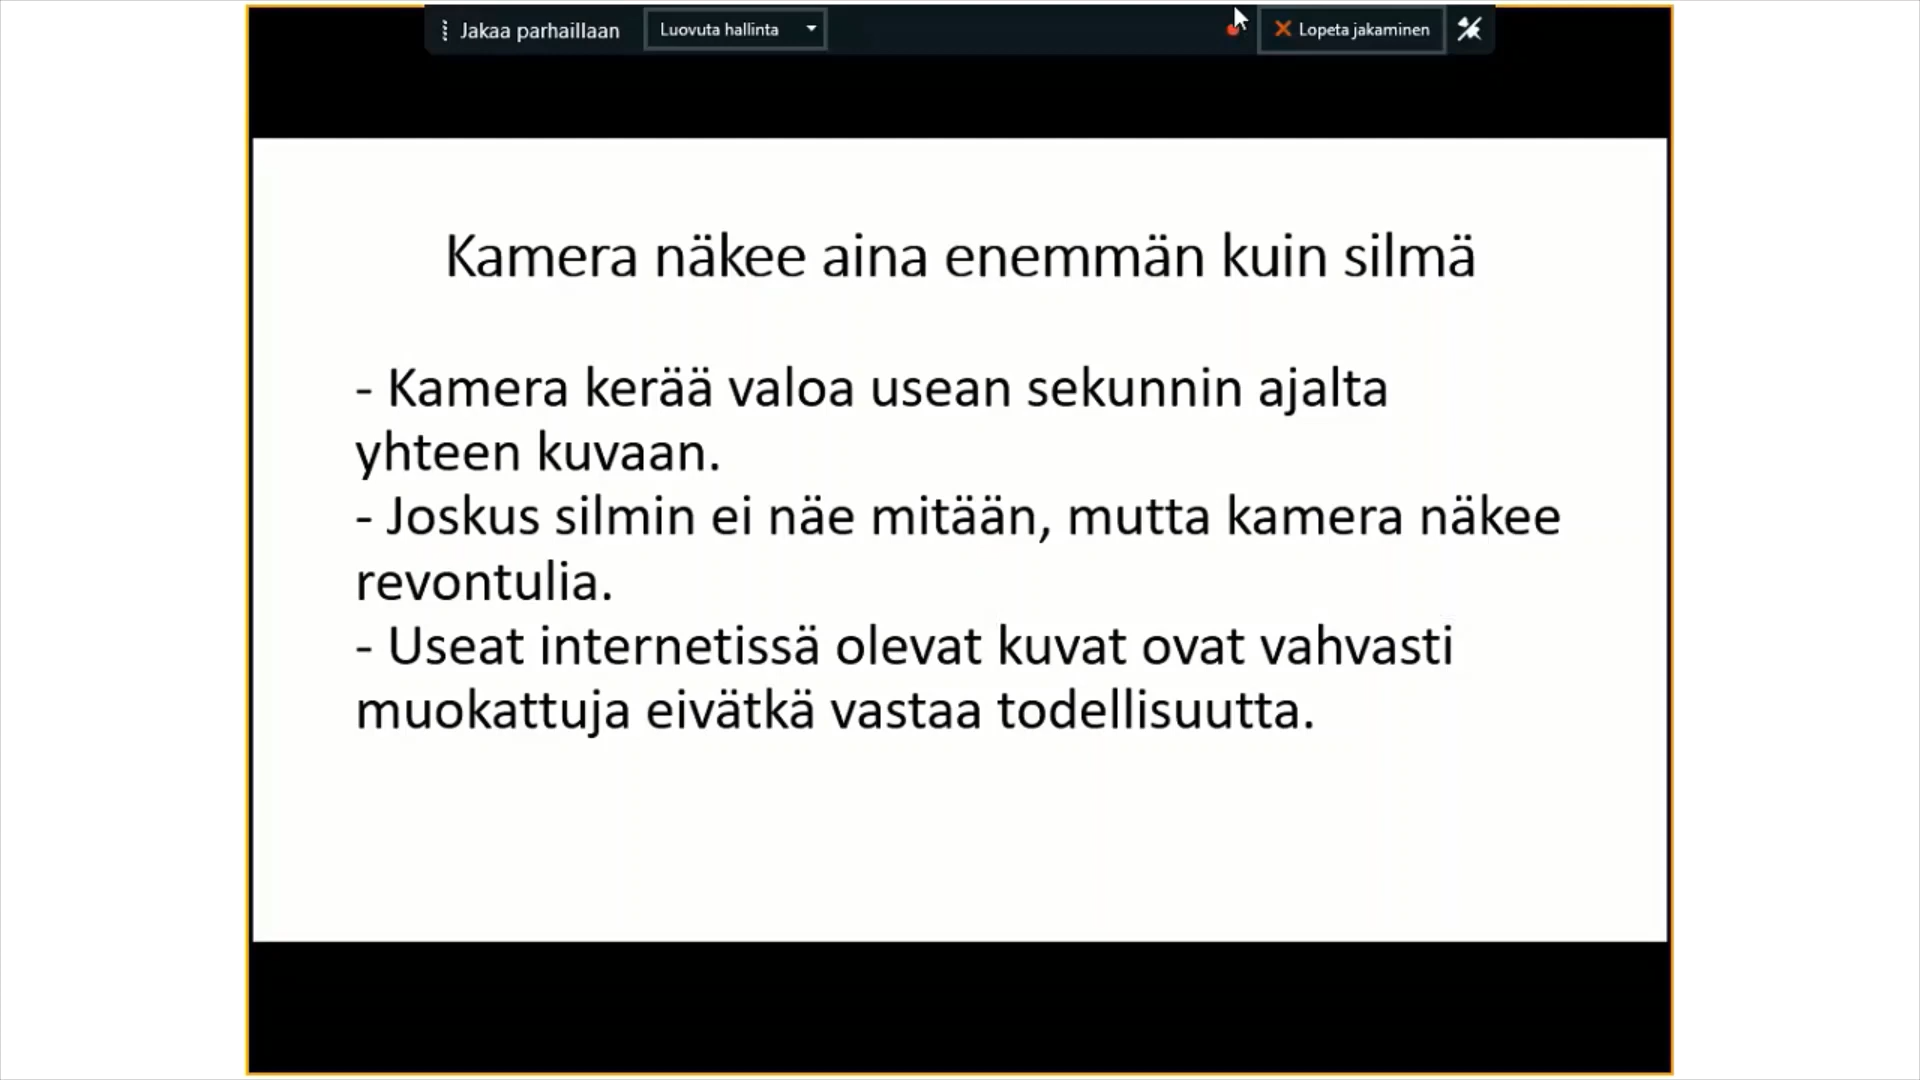 Jakaa parhaillaan Luovuta hallinta Lopeta jakaminen
Kamera näkee aina enemmän kuin silmä
- Kamera kerää valoa usean sekunnin ajalta
yhteen kuvaan.
- Joskus silmin ei näe mitään, mutta kamera näkee
revontulia.
- Useat internetissä olevat kuvat ovat vahvasti
muokattuja eivätkä vastaa todellisuutta.